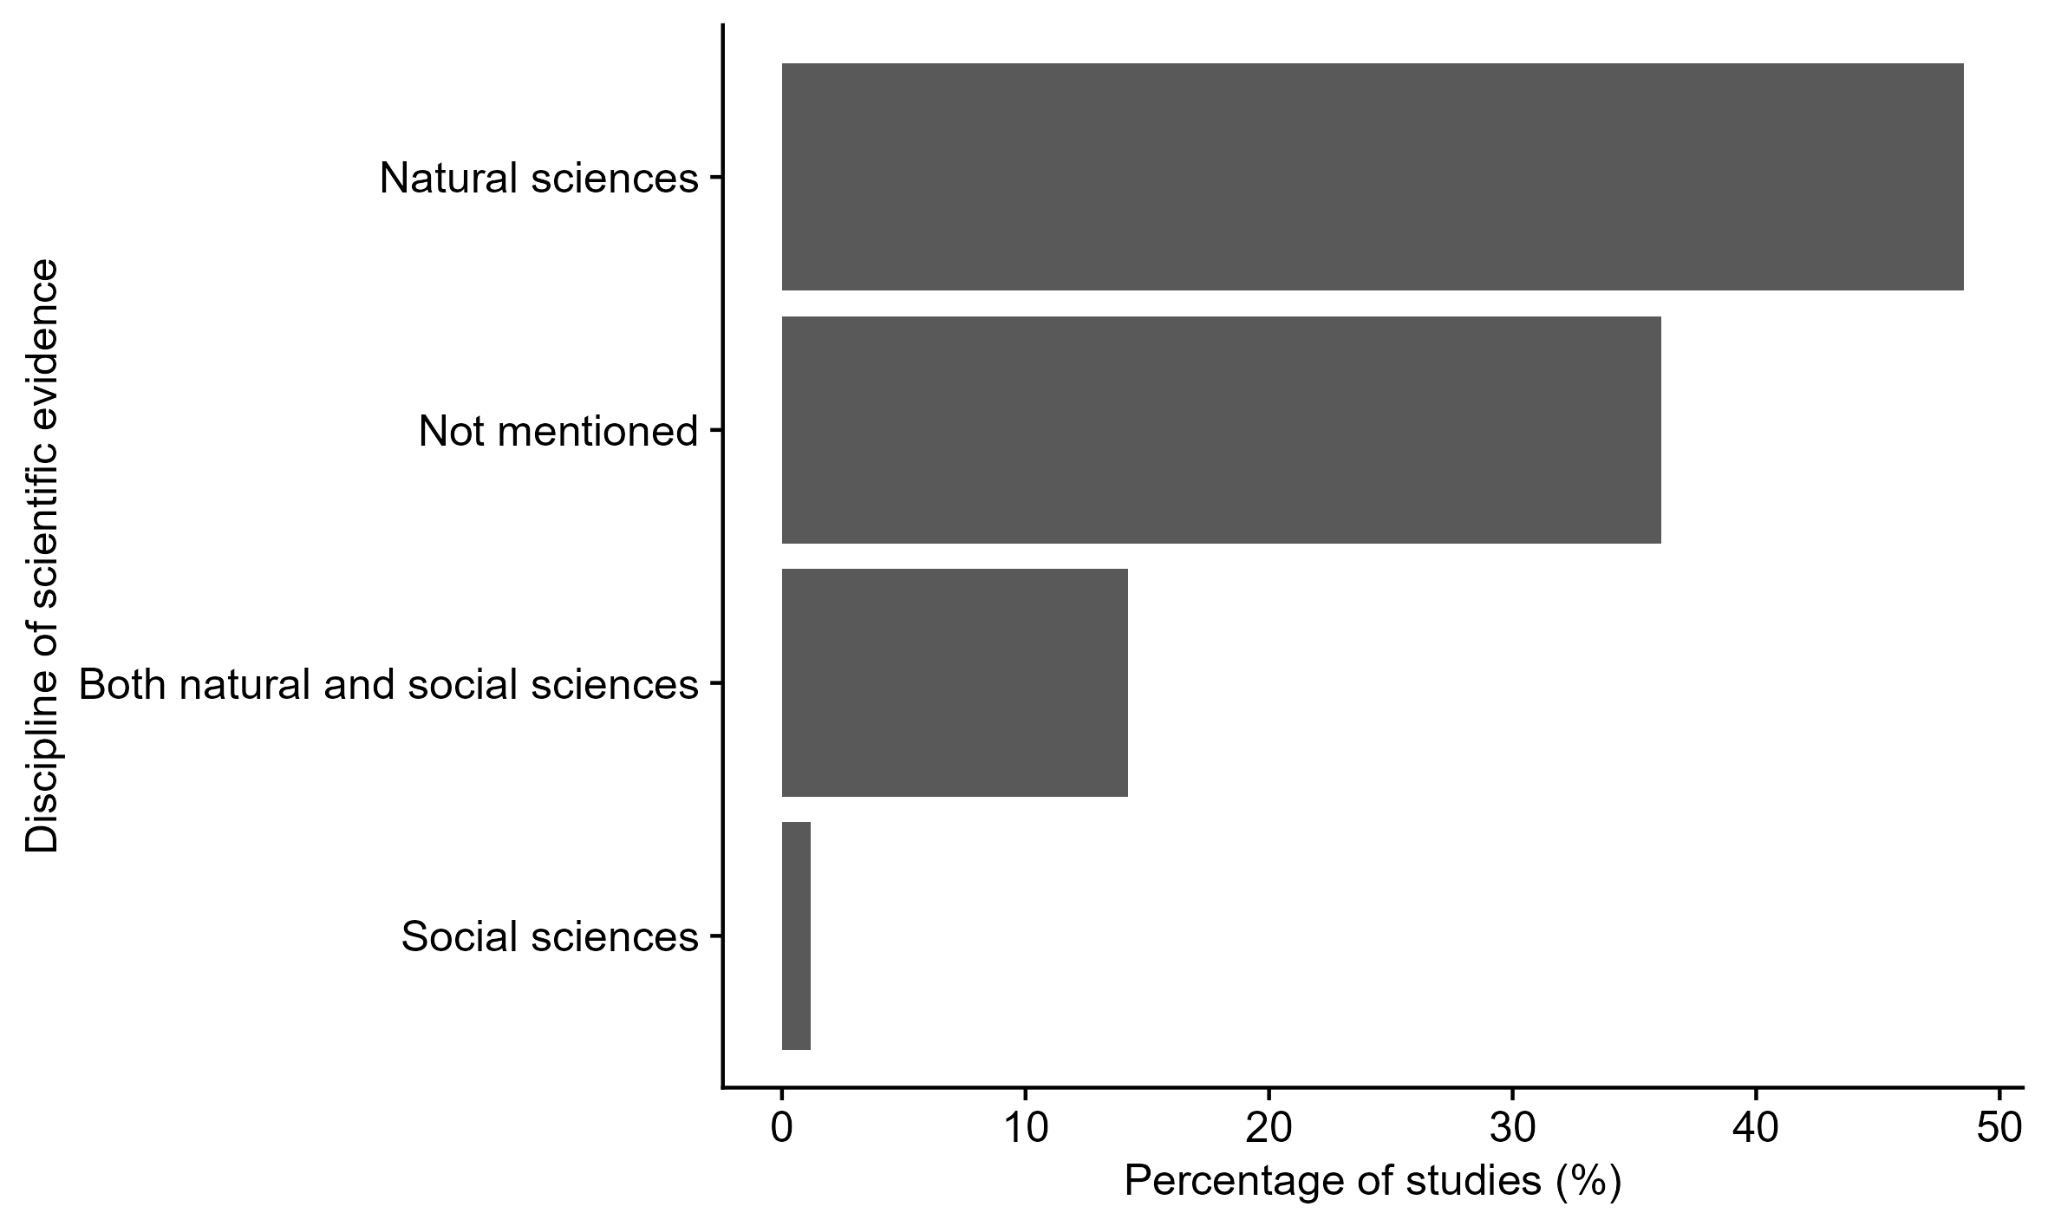 Discipline of scientific evidence
Natural sciences
Not mentioned
Both natural and social sciences
Social sciences
0 10 20 30 40 50
Percentage of studies (%)